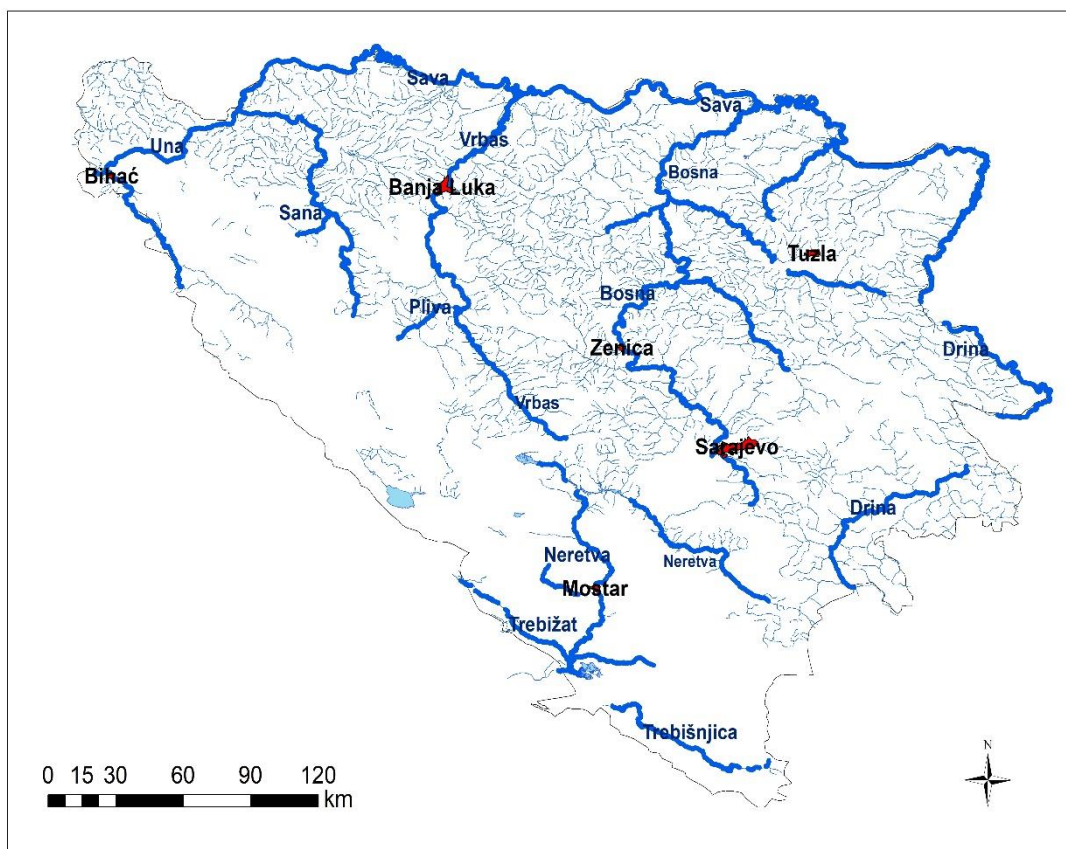 Sava
Sava
Vrbas
Una
Bihać
Banja Luka
Bosna
Sana
Tuzla
Bosna
Pliva
Zenica
Drina
Vrbas
Sarajevo
Drina
Neretva
Neretva
Mostar
Trebižat
Trebišnjica
N
0 15 30 60 90 120
km